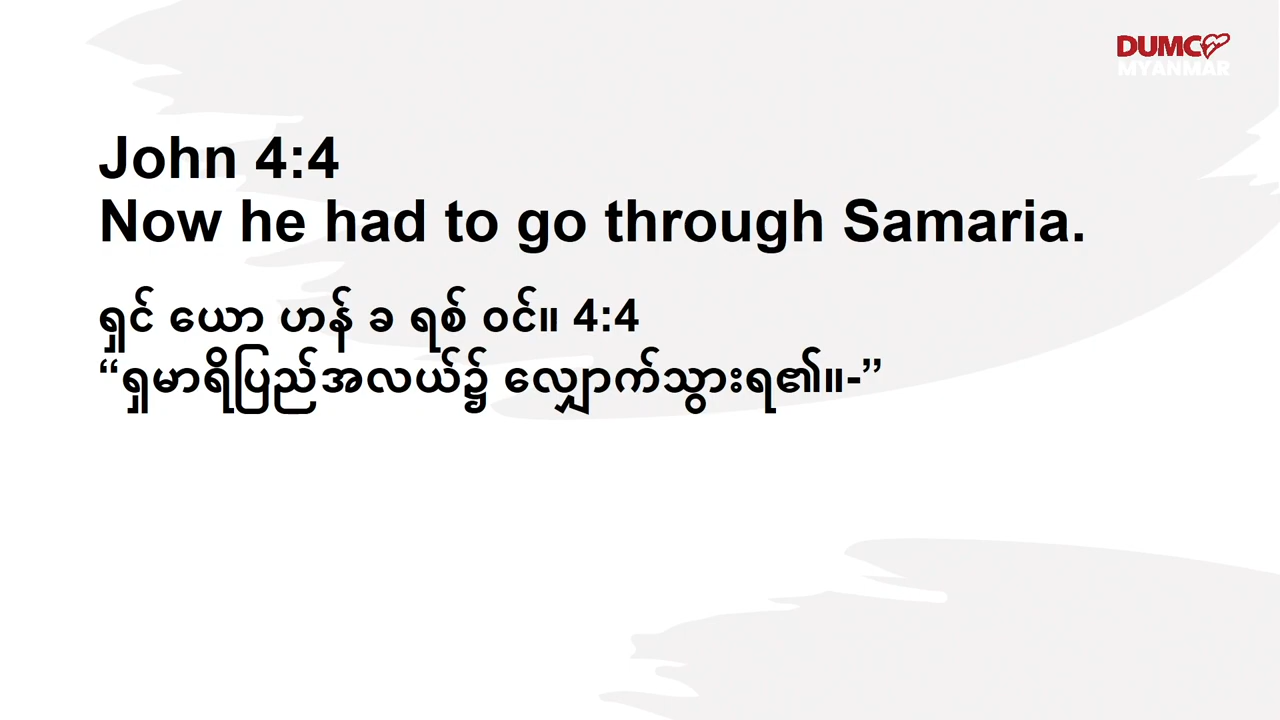 DUMC
MYANMAR
John 4:4
Now he had to go through Samaria.
ရှင် ယော ဟန် ခ ရစ် ဝင်။ 4:4
“ရှမာရိပြည်အလယ်၌ လျှောက်သွားရ၏။-”